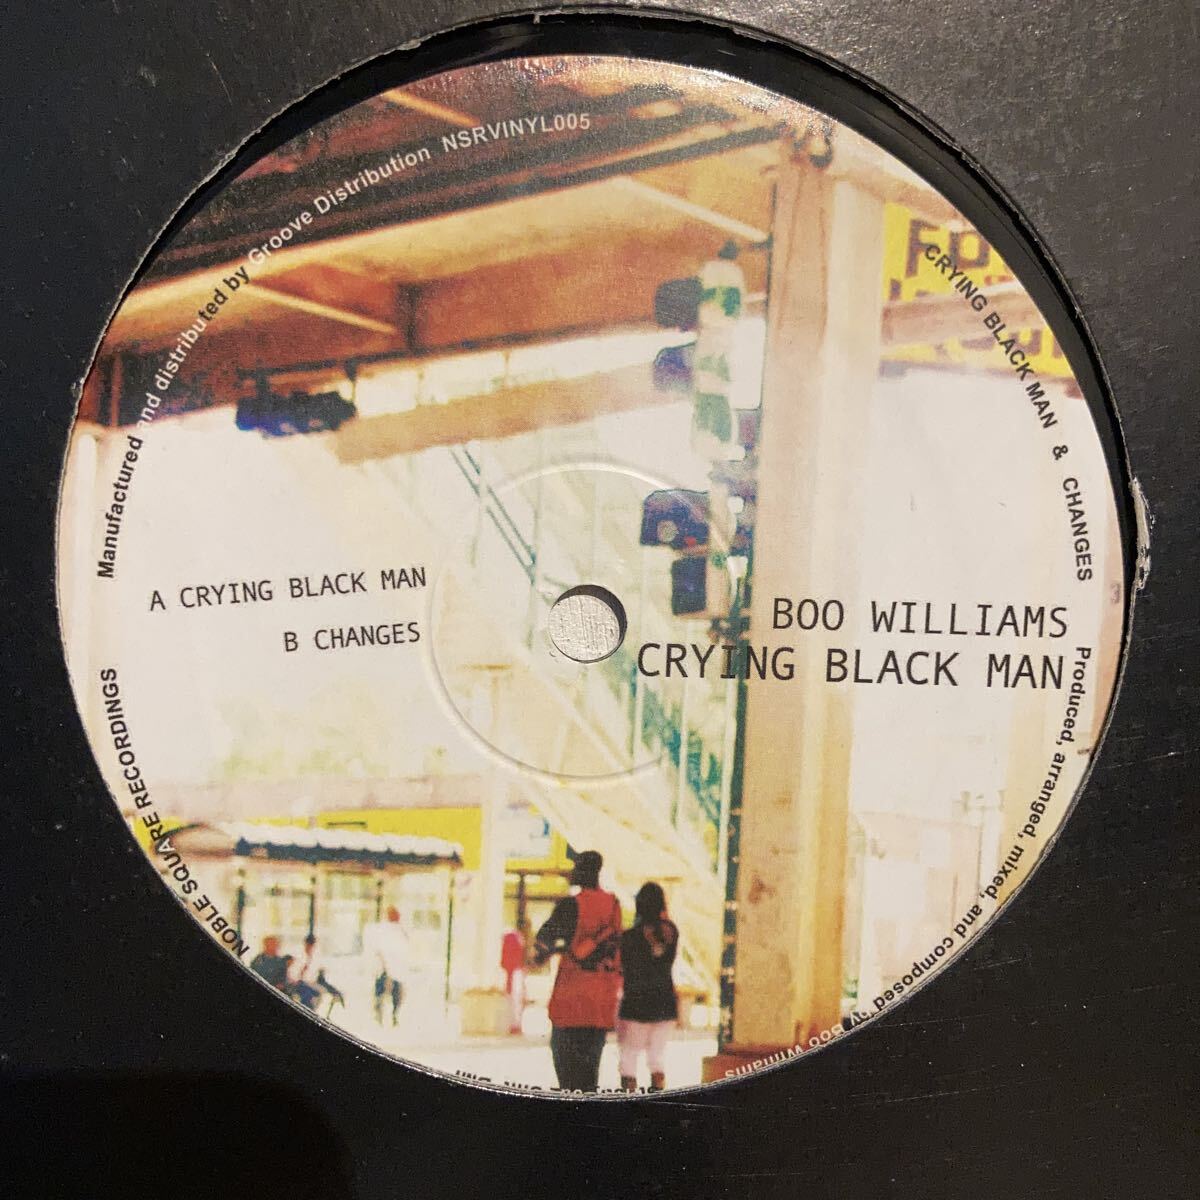 Manufactured and distributed by Groove Distribution NSRVINYL005
CRYING BLACK MAN & CHANGES Produced, arranged, mixed, and composed by Boo Williams
A CRYING BLACK MAN
B CHANGES
BOO WILLIAMS
CRYING BLACK MAN
NOBLE SQUARE RECORDINGS